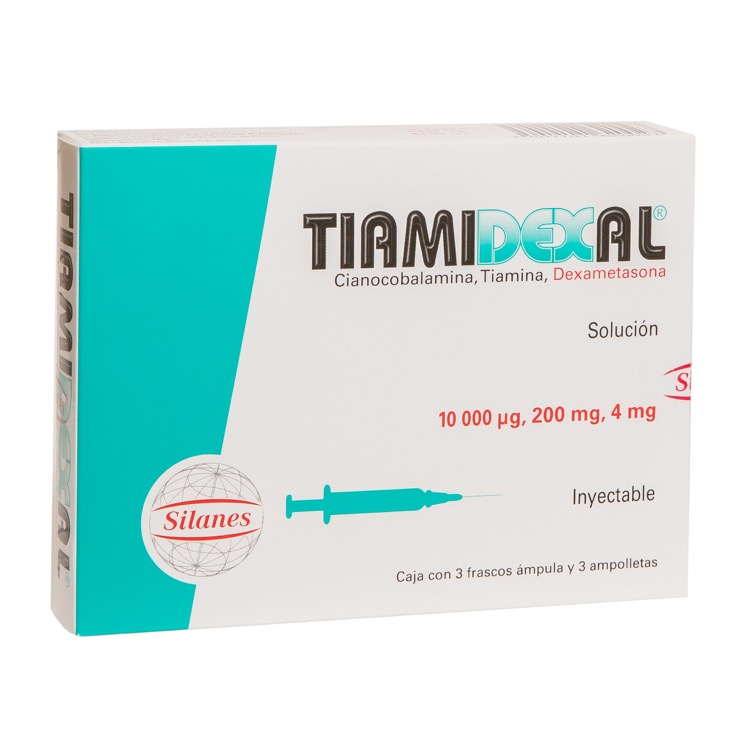 TIAMIDEXAL®
Cianocobalamina, Tiamina, Dexametasona
Solución
10 000 µg, 200 mg, 4 mg
Inyectable
Caja con 3 frascos ámpula y 3 ampolletas
Silanes
TIAMIDEXAL®